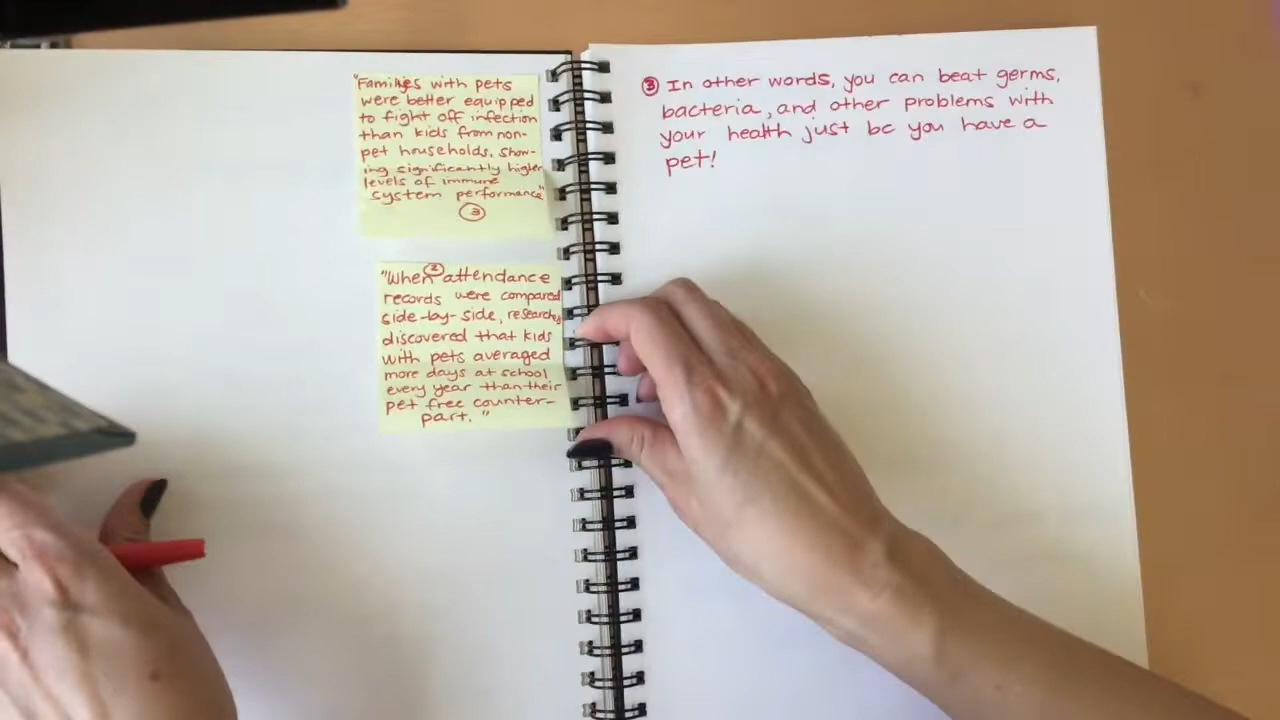 "Families with pets
were better equipped
to fight off infection
than kids from non-
pet households, show-
ing significantly higher
levels of immune
system performance"
③
②
"When attendance
records were compared
side-by-side, researchers
discovered that kids
with pets averaged
more days at school
every year than their
pet free counter-
part."
③ In other words, you can beat germs,
bacteria, and other problems with
your health just bc you have a
pet!